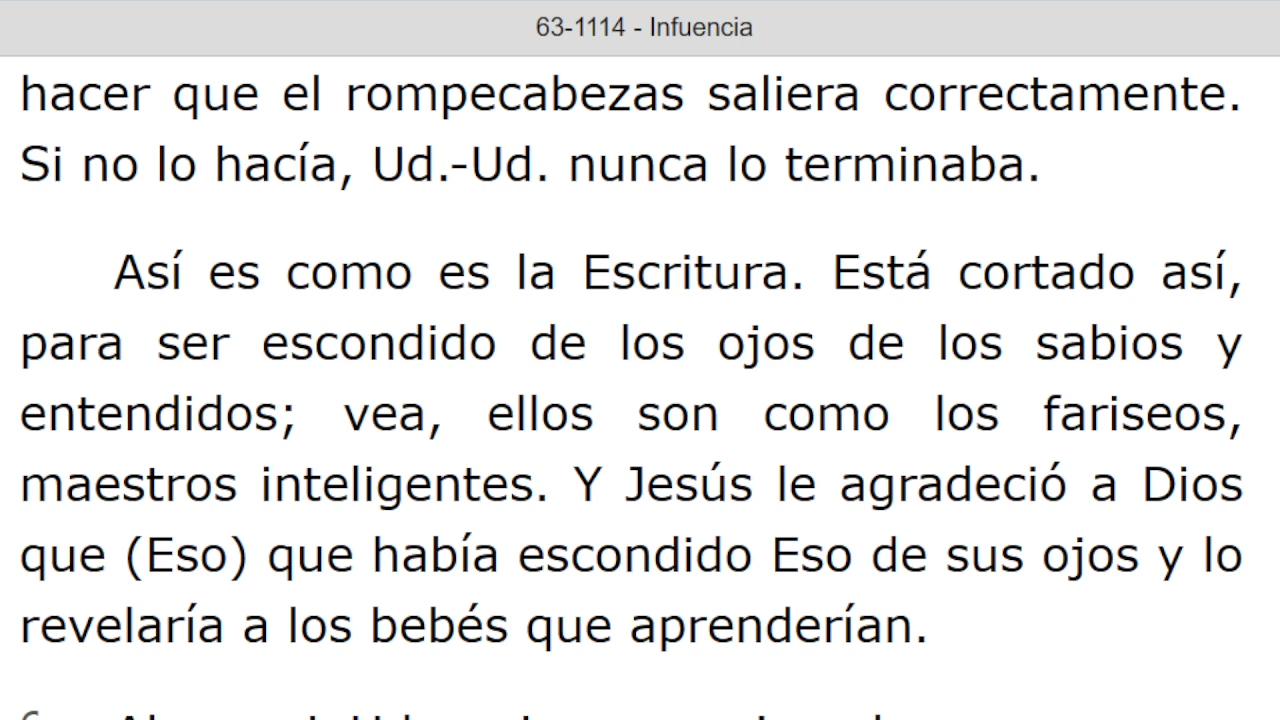 63-1114 - Infuencia
hacer que el rompecabezas saliera correctamente.
Si no lo hacía, Ud.-Ud. nunca lo terminaba.
Así es como es la Escritura. Está cortado así,
para ser escondido de los ojos de los sabios y
entendidos; vea, ellos son como los fariseos,
maestros inteligentes. Y Jesús le agradeció a Dios
que (Eso) que había escondido Eso de sus ojos y lo
revelaría a los bebés que aprenderían.